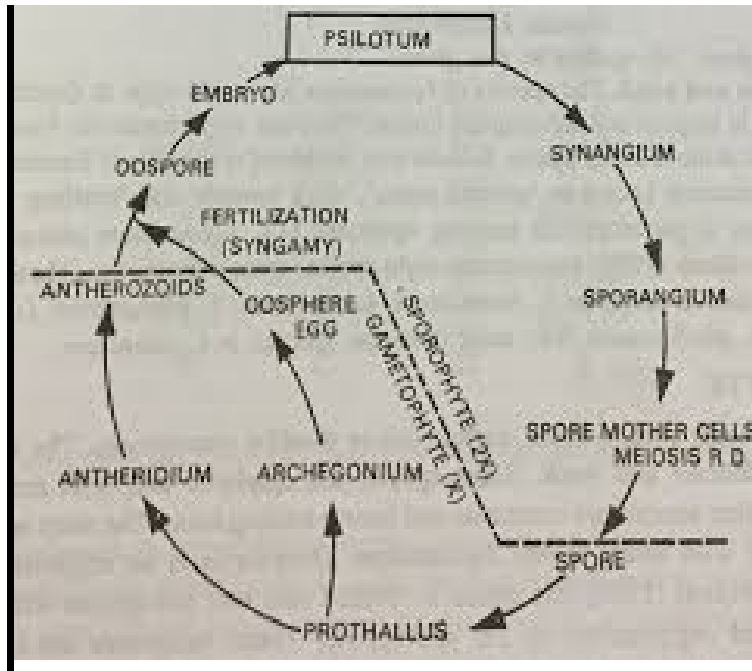 PSILOTUM
EMBRYO
SYNANGIUM
OOSPORE
FERTILIZATION
(SYNGAMY)
ANTHEROZOIDS
OOSPHERE
EGG
SPORANGIUM
SPOROPHYTE (2X)
GAMETOPHYTE (X)
SPORE MOTHER CELLS
MEIOSIS R D
ANTHERIDIUM
ARCHEGONIUM
SPORE
PROTHALLUS